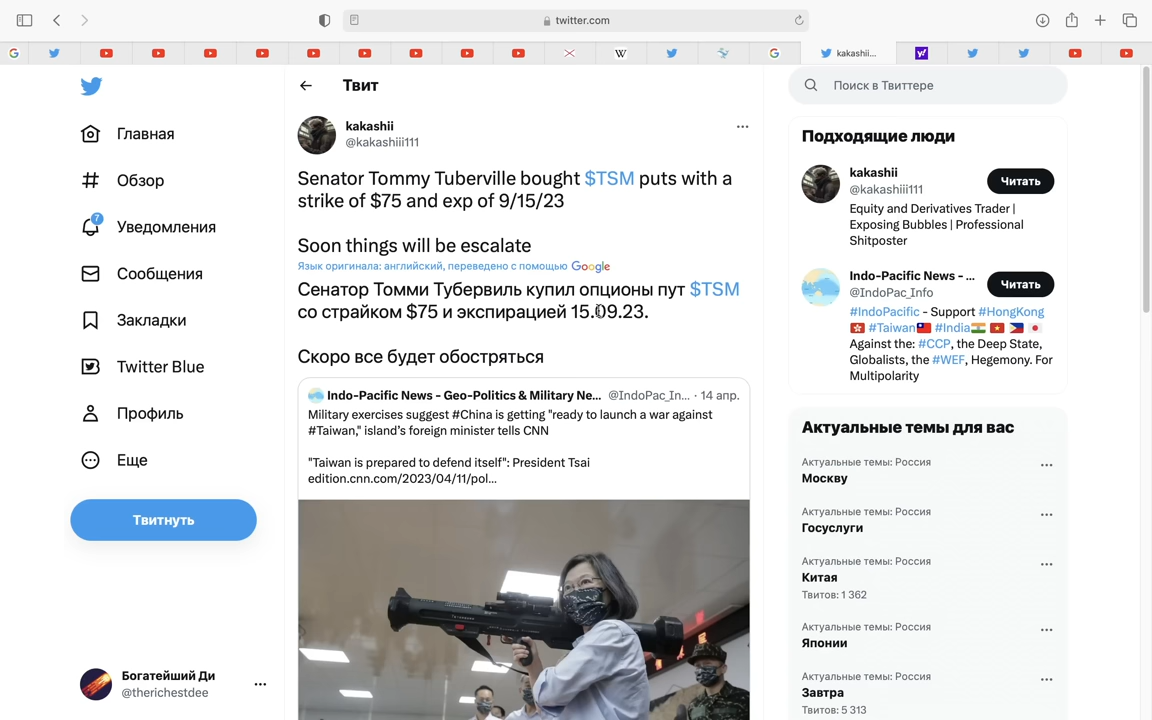 twitter.com
W
kakashii...
y!
Твит
Поиск в Твиттере
Главная
Обзор
7
Уведомления
Сообщения
Закладки
Twitter Blue
Профиль
Еще
Твитнуть
Богатейший Ди
@therichestdee
kakashii
@kakashiii111
Senator Tommy Tuberville bought $TSM puts with a
strike of $75 and exp of 9/15/23
Soon things will be escalate
Язык оригинала: английский, переведено с помощью Google
Сенатор Томми Тубервиль купил опционы пут $TSM
со страйком $75 и экспирацией 15.09.23.
Скоро все будет обостряться
Indo-Pacific News - Geo-Politics & Military Ne... @IndoPac_In... · 14 апр.
Military exercises suggest #China is getting "ready to launch a war against
#Taiwan," island's foreign minister tells CNN
"Taiwan is prepared to defend itself": President Tsai
edition.cnn.com/2023/04/11/pol...
Подходящие люди
kakashii
@kakashiii111
Читать
Equity and Derivatives Trader |
Exposing Bubbles | Professional
Shitposter
Indo-Pacific News - ...
@IndoPac_Info
Читать
#IndoPacific - Support #HongKong
#Taiwan #India
Against the: #CCP, the Deep State,
Globalists, the #WEF, Hegemony. For
Multipolarity
Актуальные темы для вас
Актуальные темы: Россия
Москву
Актуальные темы: Россия
Госуслуги
Актуальные темы: Россия
Китая
Твитов: 1 362
Актуальные темы: Россия
Японии
Актуальные темы: Россия
Завтра
Твитов: 5 313